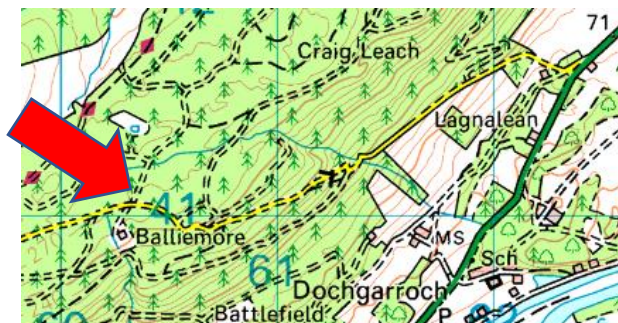 71
Craig Leach
Lagnalean
41
Balliemore
MS
Sch
61
Dochgarroch
Battlefield
P